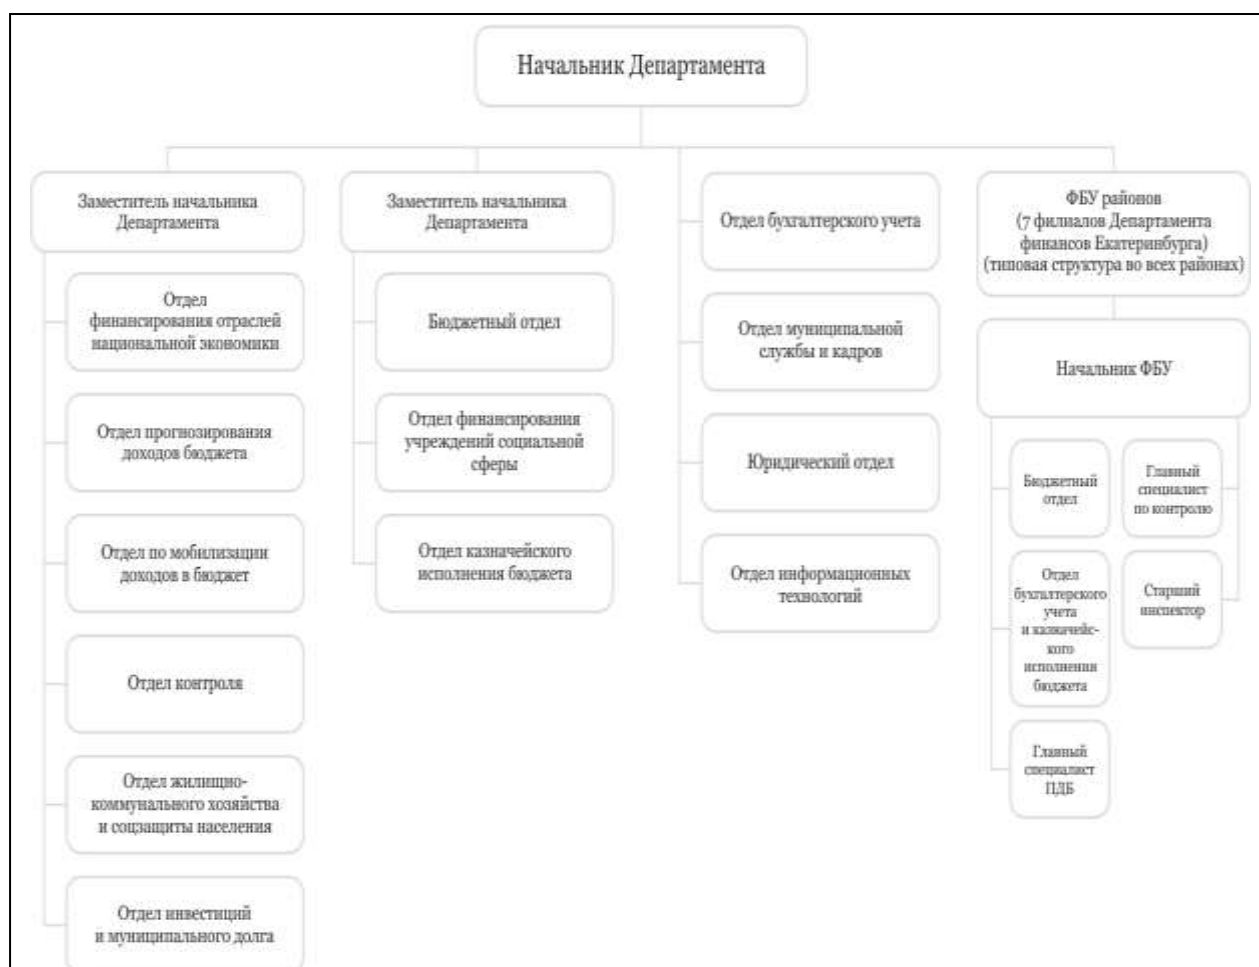 Начальник Департамента
Заместитель начальника
Департамента
Отдел
финансирования отраслей
национальной экономики
Отдел прогнозирования
доходов бюджета
Отдел по мобилизации
доходов в бюджет
Отдел контроля
Отдел жилищно-
коммунального хозяйства
и соцзащиты населения
Отдел инвестиций
и муниципального долга
Заместитель начальника
Департамента
Бюджетный отдел
Отдел финансирования
учреждений социальной
сферы
Отдел казначейского
исполнения бюджета
Отдел бухгалтерского учета
Отдел муниципальной
службы и кадров
Юридический отдел
Отдел информационных
технологий
ФБУ районов
(7 филиалов Департамента
финансов Екатеринбурга)
(типовая структура во всех районах)
Начальник ФБУ
Бюджетный
отдел
Отдел
бухгалтерского
учета
и казначейс-
кого
исполнения
бюджета
Главный
специалист
ПДБ
Главный
специалист
по контролю
Старший
инспектор